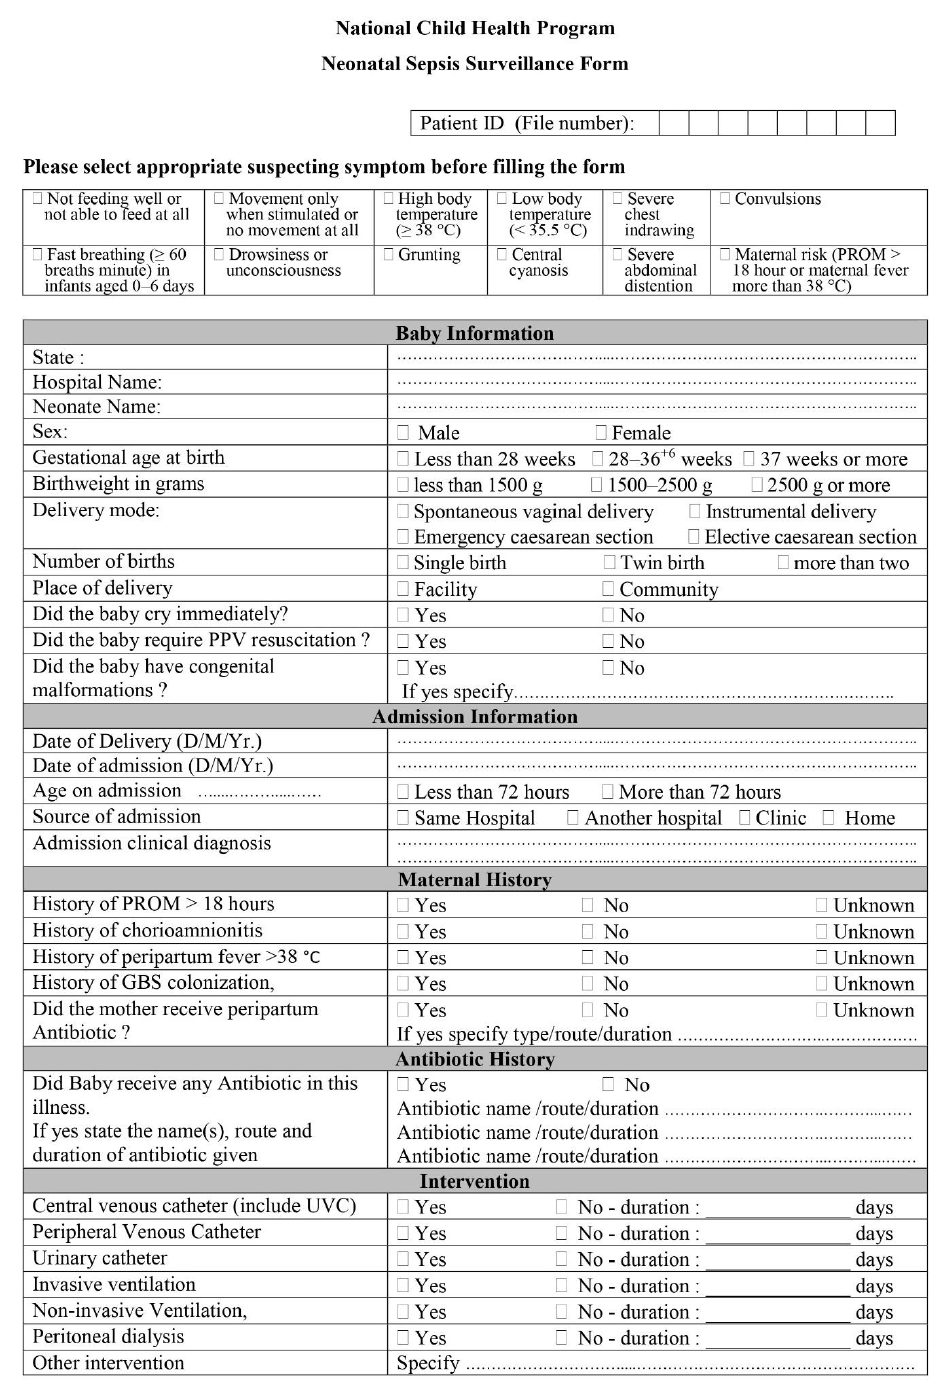 National Child Health Program
Neonatal Sepsis Surveillance Form
Patient ID (File number):
Please select appropriate suspecting symptom before filling the form
☐ Not feeding well or not able to feed at all ☐ Movement only when stimulated or no movement at all ☐ High body temperature (≥ 38 °C) ☐ Low body temperature (< 35.5 °C) ☐ Severe chest indrawing ☐ Convulsions
☐ Fast breathing (≥ 60 breaths minute) in infants aged 0–6 days ☐ Drowsiness or unconsciousness ☐ Grunting ☐ Central cyanosis ☐ Severe abdominal distention ☐ Maternal risk (PROM > 18 hour or maternal fever more than 38 °C)
Baby Information
State : ..........
Hospital Name: ..........
Neonate Name: ..........
Sex: ☐ Male ☐ Female
Gestational age at birth ☐ Less than 28 weeks ☐ 28–36⁺⁶ weeks ☐ 37 weeks or more
Birthweight in grams ☐ less than 1500 g ☐ 1500–2500 g ☐ 2500 g or more
Delivery mode: ☐ Spontaneous vaginal delivery ☐ Instrumental delivery
☐ Emergency caesarean section ☐ Elective caesarean section
Number of births ☐ Single birth ☐ Twin birth ☐ more than two
Place of delivery ☐ Facility ☐ Community
Did the baby cry immediately? ☐ Yes ☐ No
Did the baby require PPV resuscitation ? ☐ Yes ☐ No
Did the baby have congenital ☐ Yes ☐ No
malformations ? If yes specify..........
Admission Information
Date of Delivery (D/M/Yr.) ..........
Date of admission (D/M/Yr.) ..........
Age on admission .......... ☐ Less than 72 hours ☐ More than 72 hours
Source of admission ☐ Same Hospital ☐ Another hospital ☐ Clinic ☐ Home
Admission clinical diagnosis ..........
Maternal History
History of PROM > 18 hours ☐ Yes ☐ No ☐ Unknown
History of chorioamnionitis ☐ Yes ☐ No ☐ Unknown
History of peripartum fever >38 °C ☐ Yes ☐ No ☐ Unknown
History of GBS colonization, ☐ Yes ☐ No ☐ Unknown
Did the mother receive peripartum ☐ Yes ☐ No ☐ Unknown
Antibiotic ? If yes specify type/route/duration ..........
Antibiotic History
Did Baby receive any Antibiotic in this ☐ Yes ☐ No
illness. Antibiotic name /route/duration ..........
If yes state the name(s), route and Antibiotic name /route/duration ..........
duration of antibiotic given Antibiotic name /route/duration ..........
Intervention
Central venous catheter (include UVC) ☐ Yes ☐ No - duration : __________ days
Peripheral Venous Catheter ☐ Yes ☐ No - duration : __________ days
Urinary catheter ☐ Yes ☐ No - duration : __________ days
Invasive ventilation ☐ Yes ☐ No - duration : __________ days
Non-invasive Ventilation, ☐ Yes ☐ No - duration : __________ days
Peritoneal dialysis ☐ Yes ☐ No - duration : __________ days
Other intervention Specify ..........